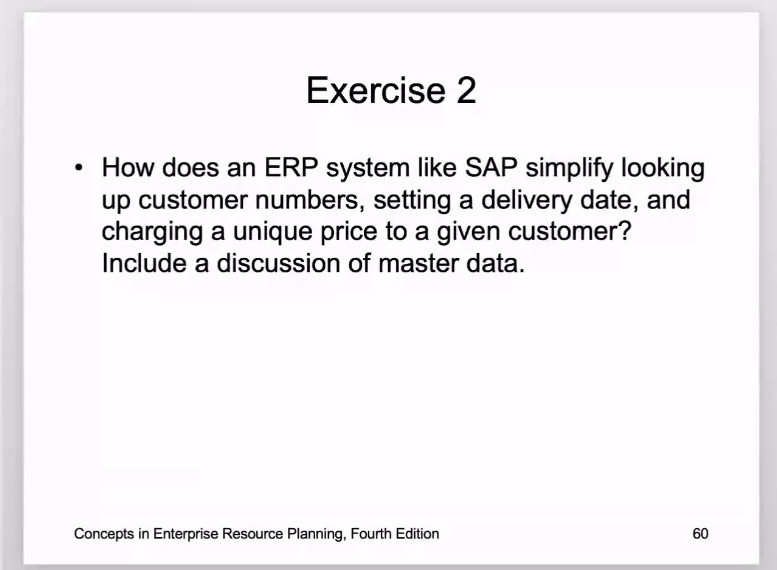 Exercise 2
• How does an ERP system like SAP simplify looking
up customer numbers, setting a delivery date, and
charging a unique price to a given customer?
Include a discussion of master data.
Concepts in Enterprise Resource Planning, Fourth Edition
60